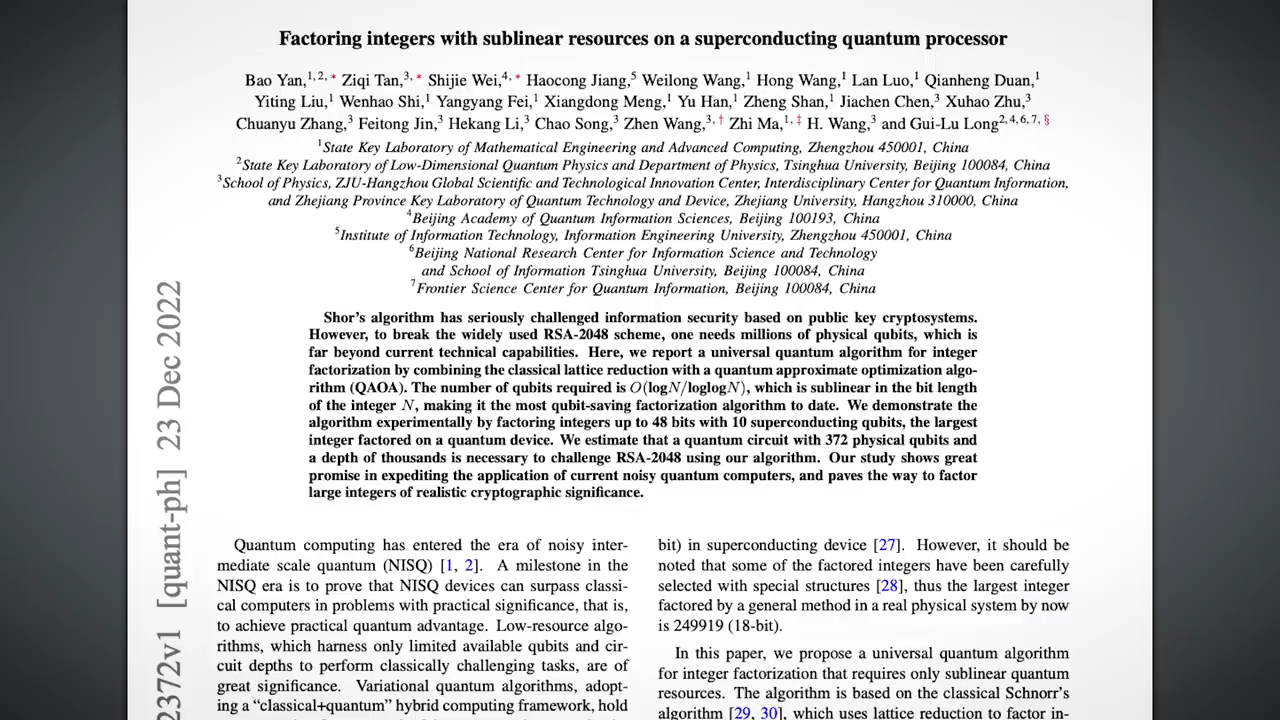 Factoring integers with sublinear resources on a superconducting quantum processor
Bao Yan,1,2,* Ziqi Tan,3,* Shijie Wei,4,* Haocong Jiang,5 Weilong Wang,1 Hong Wang,1 Lan Luo,1 Qianheng Duan,1
Yiting Liu,1 Wenhao Shi,1 Yangyang Fei,1 Xiangdong Meng,1 Yu Han,1 Zheng Shan,1 Jiachen Chen,3 Xuhao Zhu,3
Chuanyu Zhang,3 Feitong Jin,3 Hekang Li,3 Chao Song,3 Zhen Wang,3,† Zhi Ma,1,‡ H. Wang,3 and Gui-Lu Long2,4,6,7,§
1State Key Laboratory of Mathematical Engineering and Advanced Computing, Zhengzhou 450001, China
2State Key Laboratory of Low-Dimensional Quantum Physics and Department of Physics, Tsinghua University, Beijing 100084, China
3School of Physics, ZJU-Hangzhou Global Scientific and Technological Innovation Center, Interdisciplinary Center for Quantum Information,
and Zhejiang Province Key Laboratory of Quantum Technology and Device, Zhejiang University, Hangzhou 310000, China
4Beijing Academy of Quantum Information Sciences, Beijing 100193, China
5Institute of Information Technology, Information Engineering University, Zhengzhou 450001, China
6Beijing National Research Center for Information Science and Technology
and School of Information Tsinghua University, Beijing 100084, China
7Frontier Science Center for Quantum Information, Beijing 100084, China
Shor's algorithm has seriously challenged information security based on public key cryptosystems.
However, to break the widely used RSA-2048 scheme, one needs millions of physical qubits, which is
far beyond current technical capabilities. Here, we report a universal quantum algorithm for integer
factorization by combining the classical lattice reduction with a quantum approximate optimization algo-
rithm (QAOA). The number of qubits required is O(logN/loglogN), which is sublinear in the bit length
of the integer N, making it the most qubit-saving factorization algorithm to date. We demonstrate the
algorithm experimentally by factoring integers up to 48 bits with 10 superconducting qubits, the largest
integer factored on a quantum device. We estimate that a quantum circuit with 372 physical qubits and
a depth of thousands is necessary to challenge RSA-2048 using our algorithm. Our study shows great
promise in expediting the application of current noisy quantum computers, and paves the way to factor
large integers of realistic cryptographic significance.
2372v1 [quant-ph] 23 Dec 2022
Quantum computing has entered the era of noisy inter-
mediate scale quantum (NISQ) [1, 2]. A milestone in the
NISQ era is to prove that NISQ devices can surpass classi-
cal computers in problems with practical significance, that is,
to achieve practical quantum advantage. Low-resource algo-
rithms, which harness only limited available qubits and cir-
cuit depths to perform classically challenging tasks, are of
great significance. Variational quantum algorithms, adopt-
ing a “classical+quantum” hybrid computing framework, hold
bit) in superconducting device [27]. However, it should be
noted that some of the factored integers have been carefully
selected with special structures [28], thus the largest integer
factored by a general method in a real physical system by now
is 249919 (18-bit).
In this paper, we propose a universal quantum algorithm
for integer factorization that requires only sublinear quantum
resources. The algorithm is based on the classical Schnorr's
algorithm [29, 30], which uses lattice reduction to factor in-